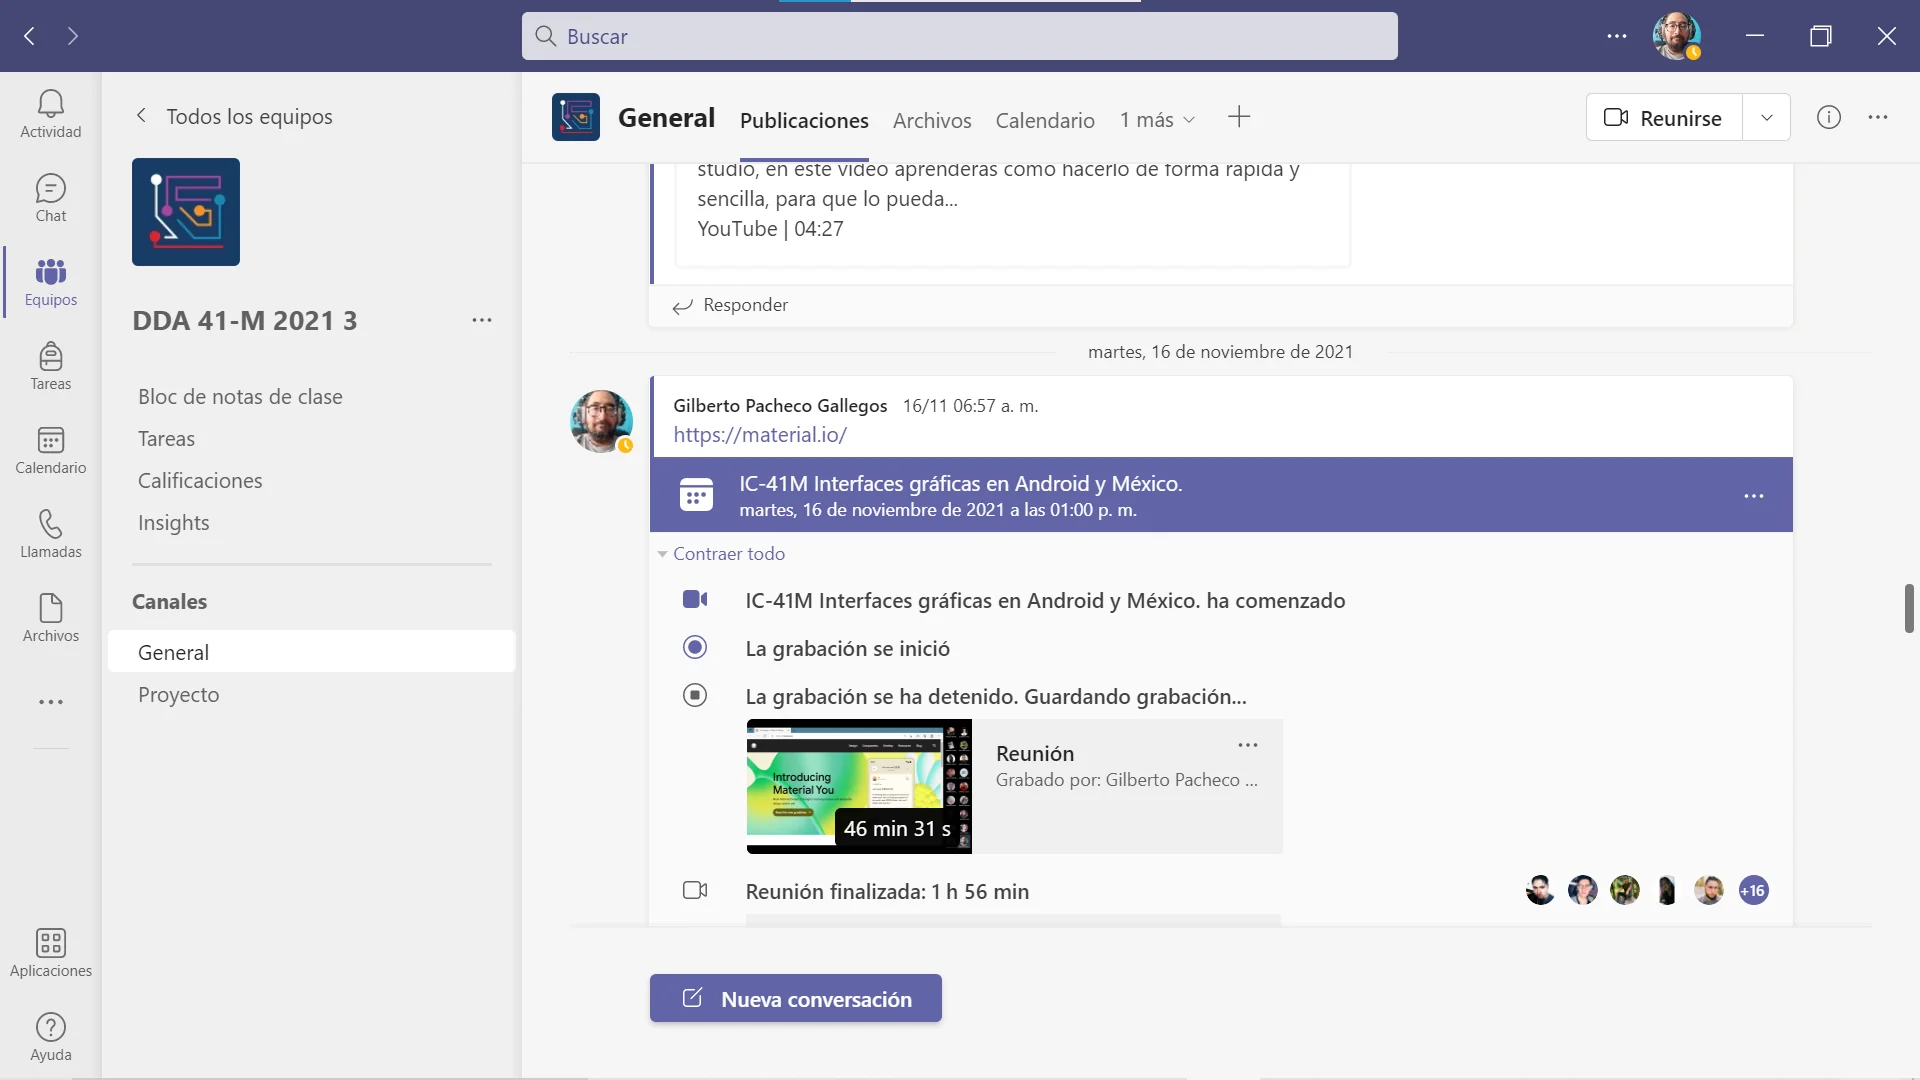 Buscar
Actividad
Chat
Equipos
Tareas
Calendario
Llamadas
Archivos
Aplicaciones
Ayuda
Todos los equipos
DDA 41-M 2021 3
Bloc de notas de clase
Tareas
Calificaciones
Insights
Canales
General
Proyecto
General
Publicaciones
Archivos
Calendario
1 más
Reunirse
studio, en este video aprenderas como hacerlo de forma rapida y
sencilla, para que lo pueda...
YouTube | 04:27
Responder
martes, 16 de noviembre de 2021
Gilberto Pacheco Gallegos 16/11 06:57 a. m.
https://material.io/
IC-41M Interfaces gráficas en Android y México.
martes, 16 de noviembre de 2021 a las 01:00 p. m.
Contraer todo
IC-41M Interfaces gráficas en Android y México. ha comenzado
La grabación se inició
La grabación se ha detenido. Guardando grabación...
Introducing
Material You
46 min 31 s
Reunión
Grabado por: Gilberto Pacheco ...
Reunión finalizada: 1 h 56 min
+16
Nueva conversación